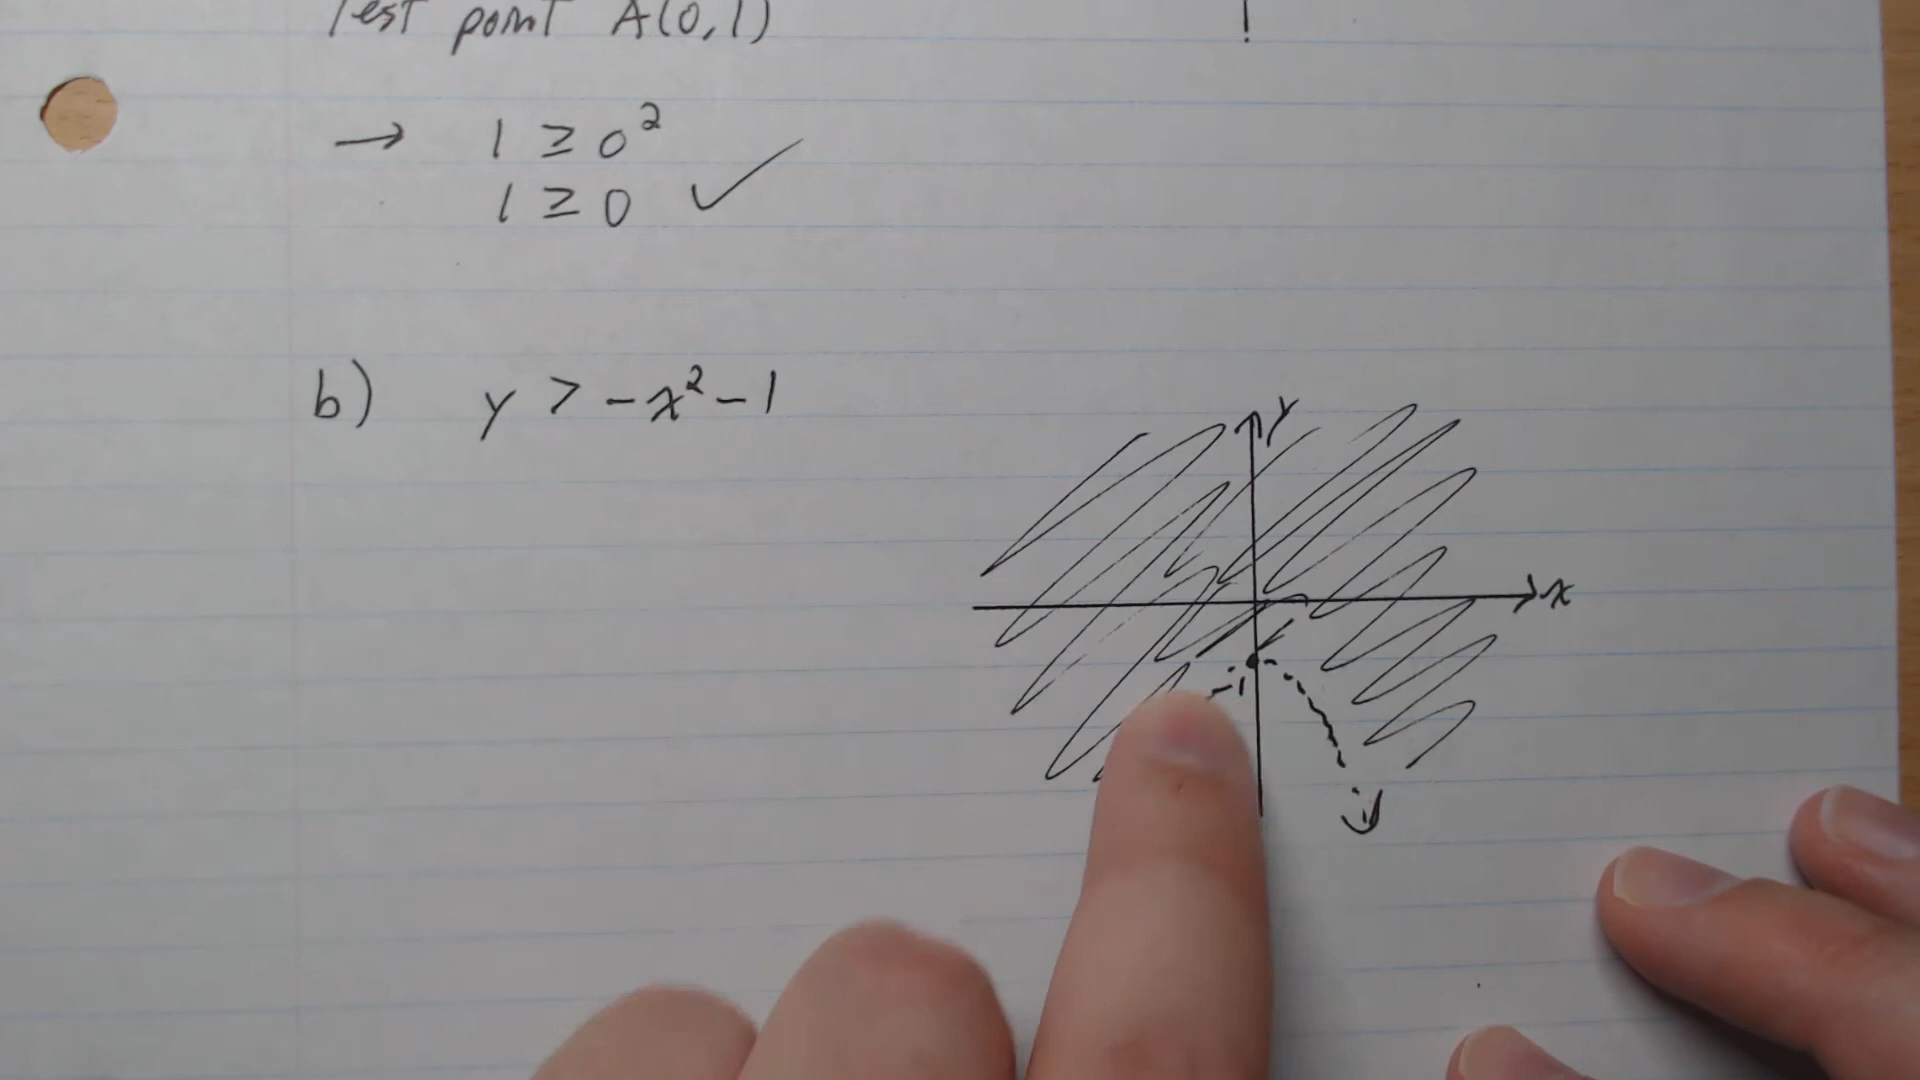 Test point A(0,1)
→ 1 ≥ 0²
1 ≥ 0 ✓
b) y > -x² - 1
y
x
-1